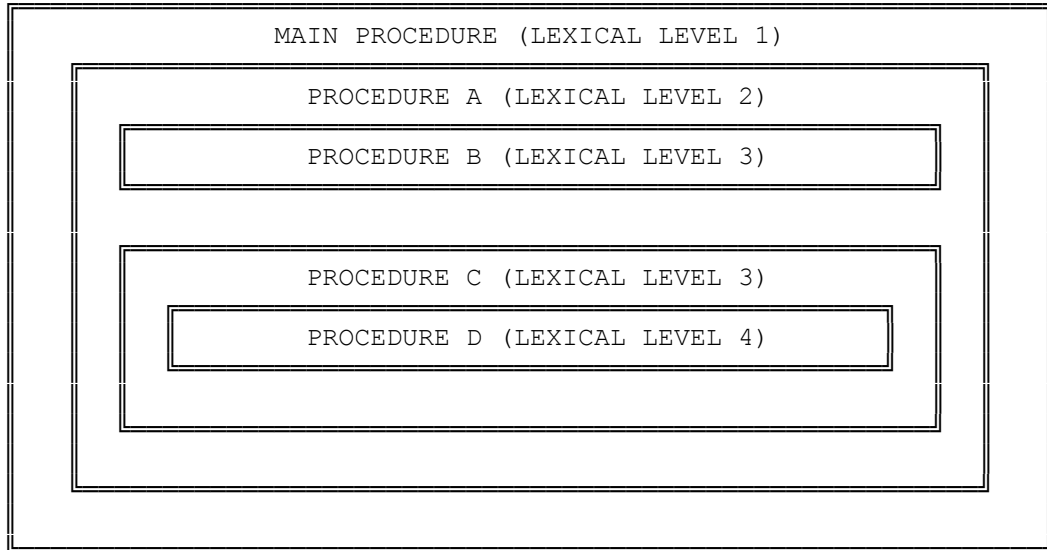 MAIN PROCEDURE (LEXICAL LEVEL 1)
PROCEDURE A (LEXICAL LEVEL 2)
PROCEDURE B (LEXICAL LEVEL 3)
PROCEDURE C (LEXICAL LEVEL 3)
PROCEDURE D (LEXICAL LEVEL 4)